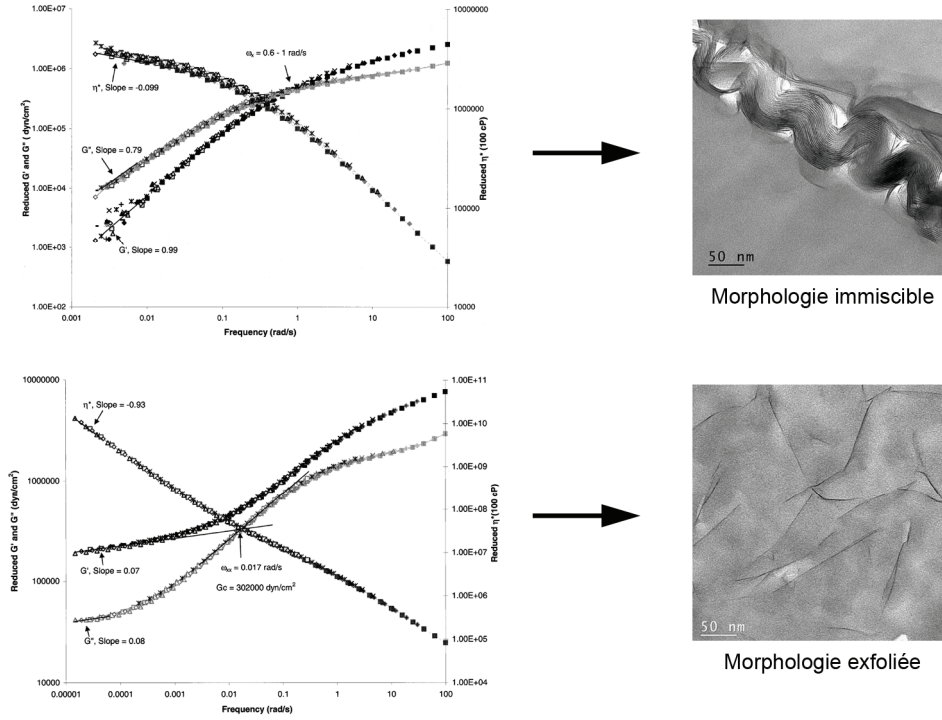 1.00E+07
10000000
1.00E+06
1.00E+05
1.00E+04
1.00E+03
1.00E+02
1000000
100000
10000
Reduced G' and G" ( dyn/cm²)
Reduced η* (100 cP)
ωₓ = 0.6 - 1 rad/s
η*, Slope = -0.099
G", Slope = 0.79
G', Slope = 0.99
0.001 0.01 0.1 1 10 100
Frequency (rad/s)
50 nm
Morphologie immiscible
10000000
1000000
100000
10000
1.00E+11
1.00E+10
1.00E+09
1.00E+08
1.00E+07
1.00E+06
1.00E+05
1.00E+04
Reduced G' and G" (dyn/cm²)
Reduced η*(100 cP)
η*, Slope = -0.93
G', Slope = 0.07
ωₓₓ = 0.017 rad/s
Gc = 302000 dyn/cm²
G", Slope = 0.08
0.00001 0.0001 0.001 0.01 0.1 1 10 100
Frequency (rad/s)
50 nm
Morphologie exfoliée